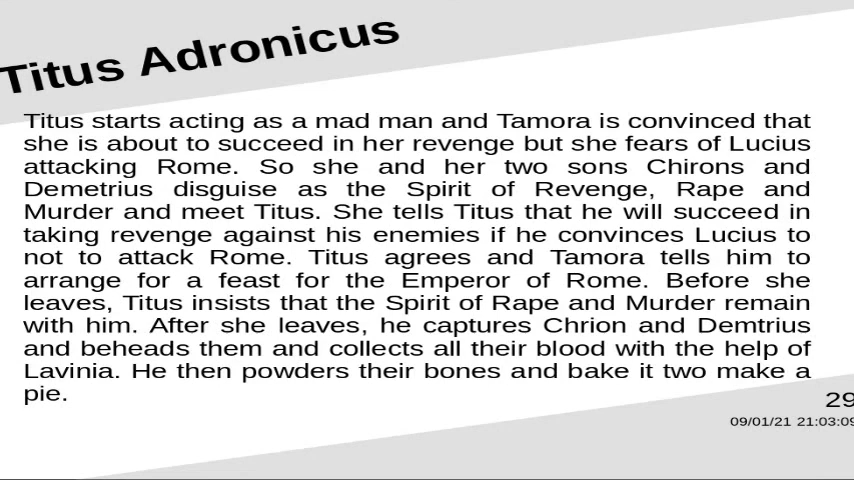 Titus Adronicus
Titus starts acting as a mad man and Tamora is convinced that
she is about to succeed in her revenge but she fears of Lucius
attacking Rome. So she and her two sons Chirons and
Demetrius disguise as the Spirit of Revenge, Rape and
Murder and meet Titus. She tells Titus that he will succeed in
taking revenge against his enemies if he convinces Lucius to
not to attack Rome. Titus agrees and Tamora tells him to
arrange for a feast for the Emperor of Rome. Before she
leaves, Titus insists that the Spirit of Rape and Murder remain
with him. After she leaves, he captures Chrion and Demtrius
and beheads them and collects all their blood with the help of
Lavinia. He then powders their bones and bake it two make a
pie.
29
09/01/21 21:03:09